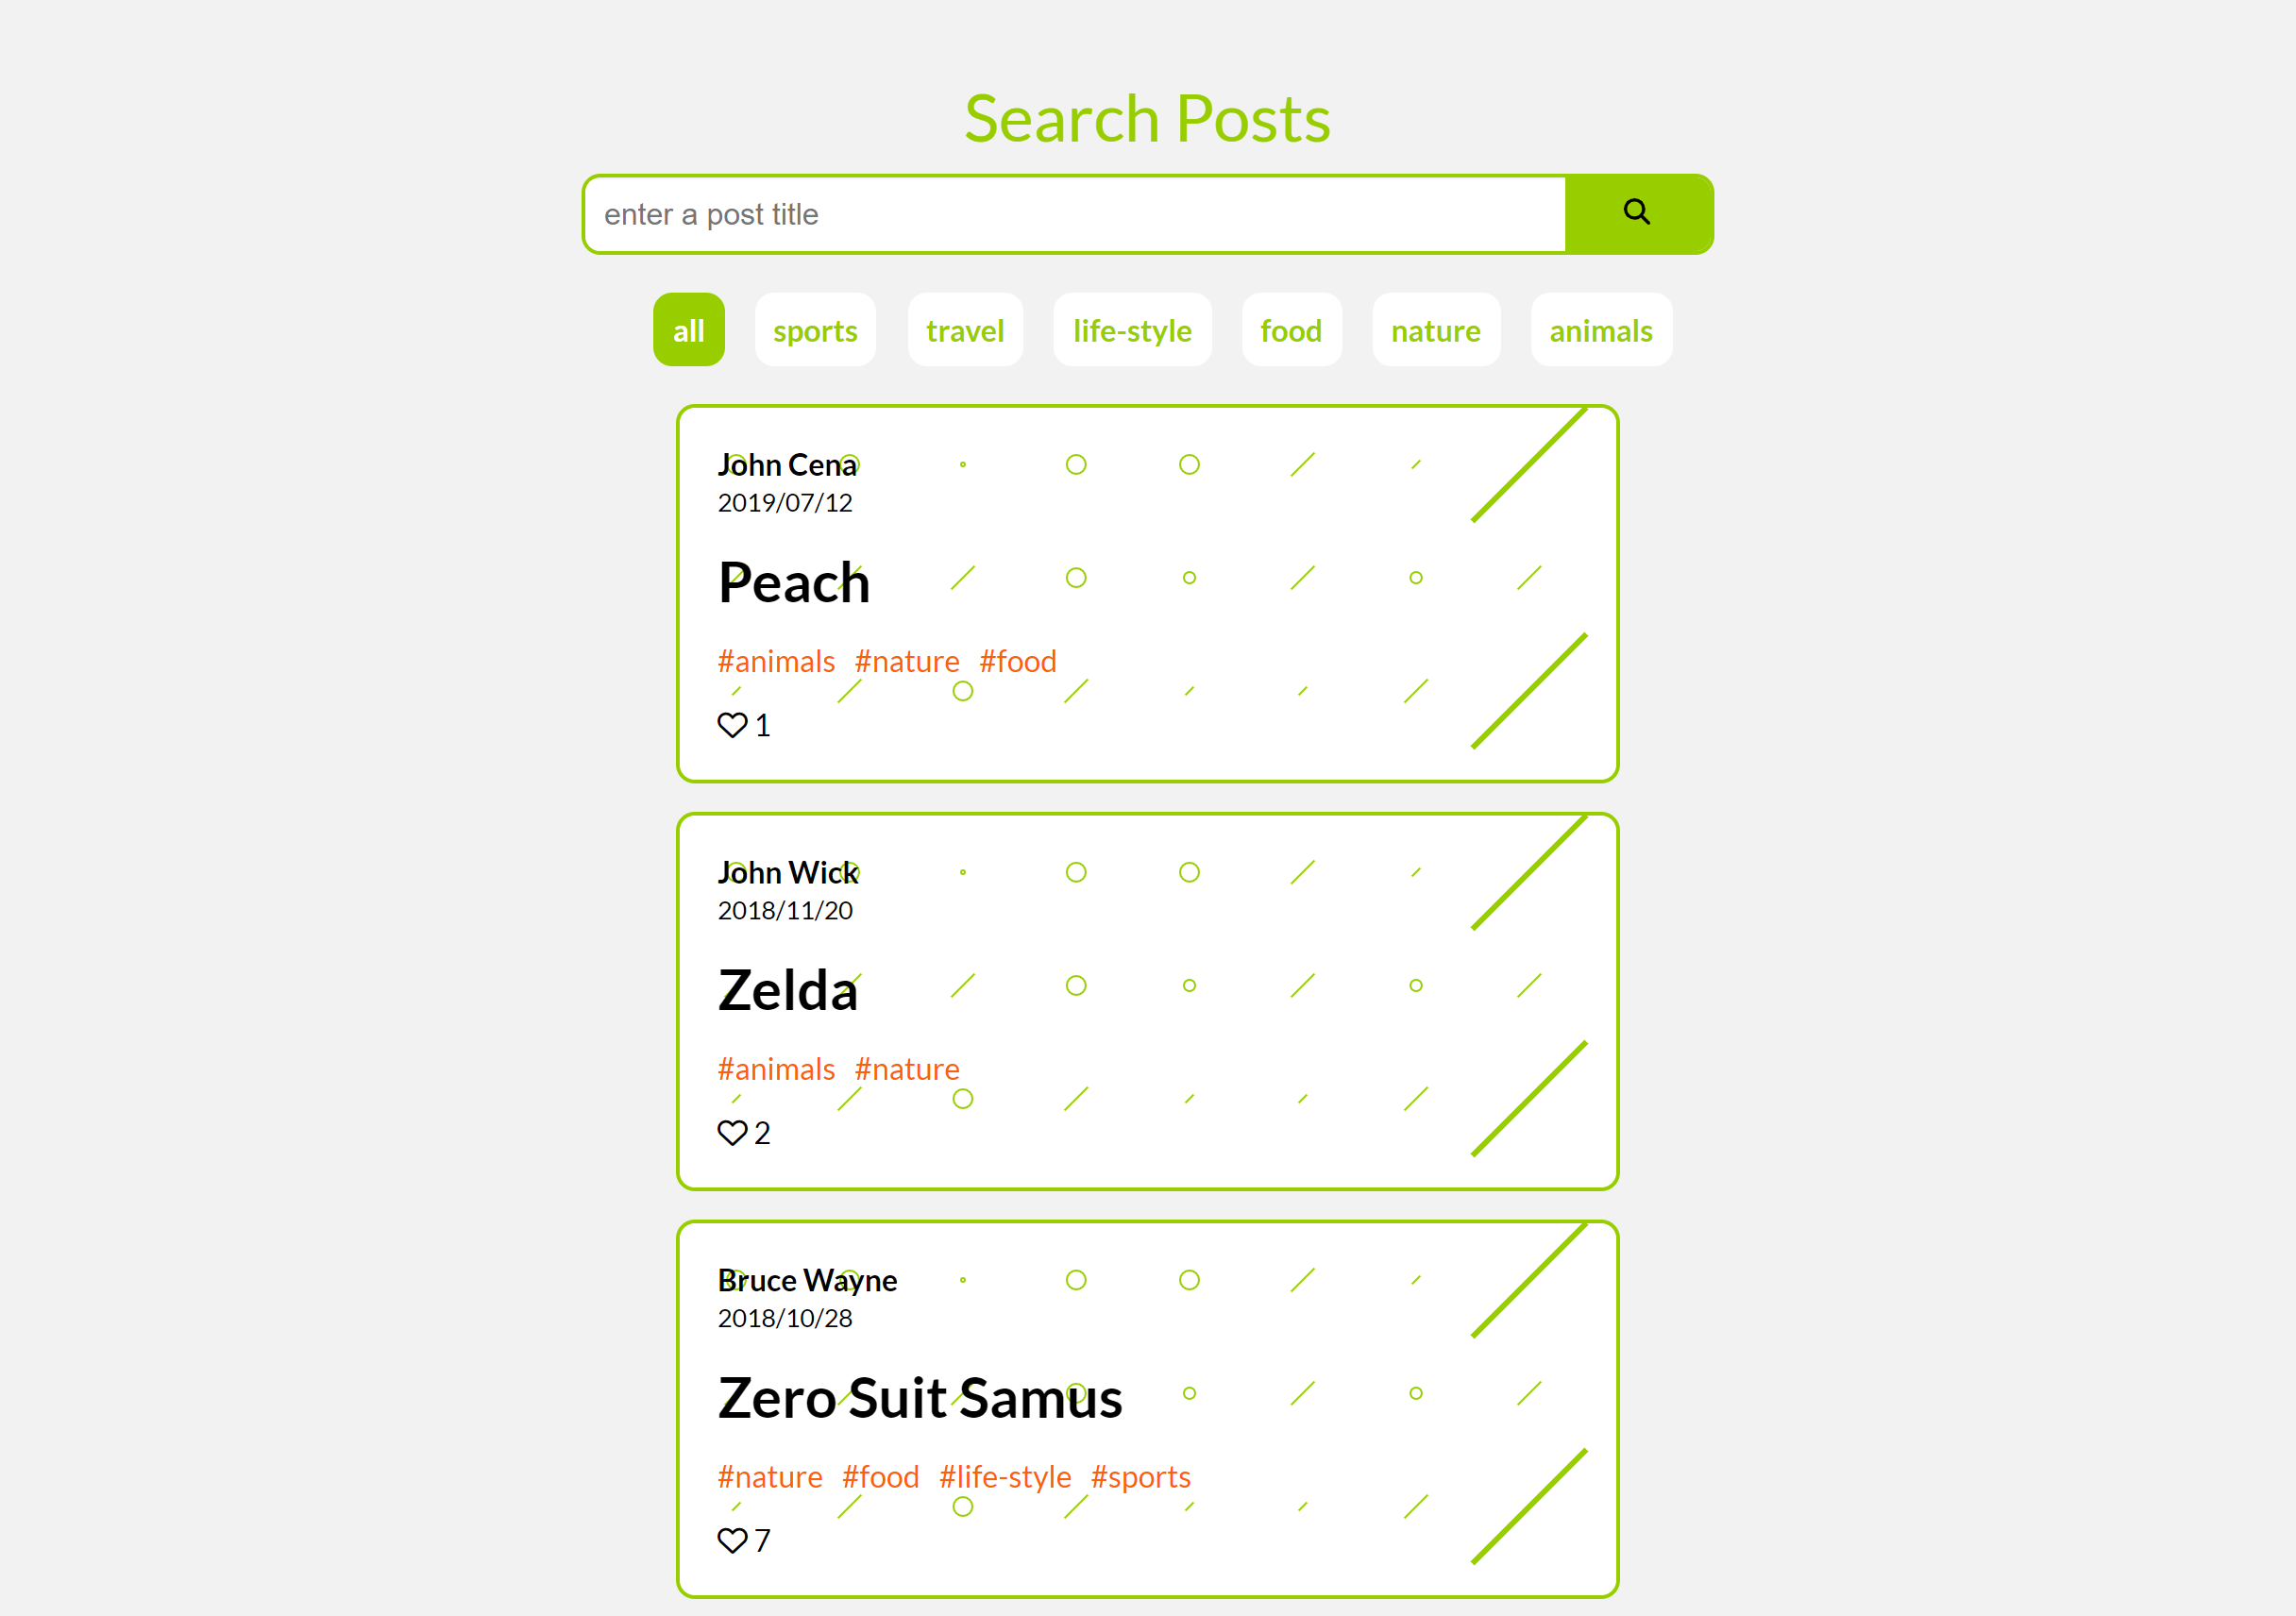 Search Posts
enter a post title
all sports travel life-style food nature animals
John Cena
2019/07/12
Peach
#animals #nature #food
1
John Wick
2018/11/20
Zelda
#animals #nature
2
Bruce Wayne
2018/10/28
Zero Suit Samus
#nature #food #life-style #sports
7